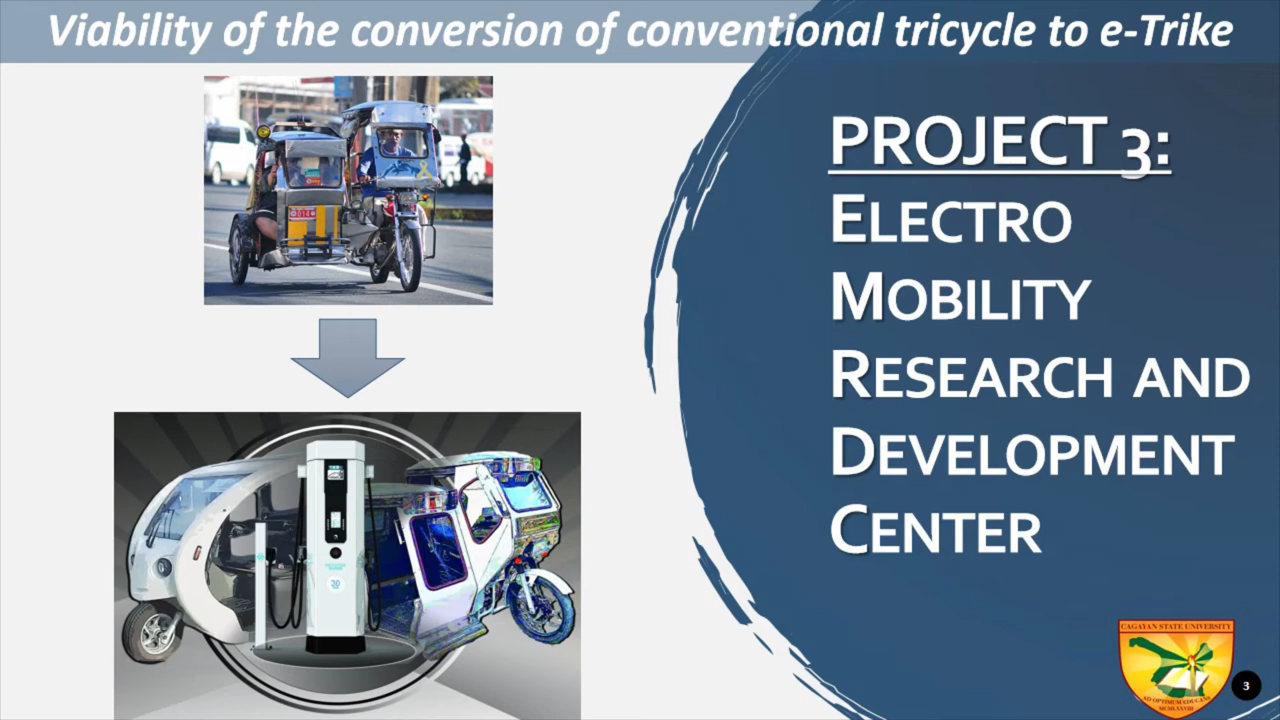 Viability of the conversion of conventional tricycle to e-Trike
PROJECT 3:
ELECTRO
MOBILITY
RESEARCH AND
DEVELOPMENT
CENTER
CAGAYAN STATE UNIVERSITY
3